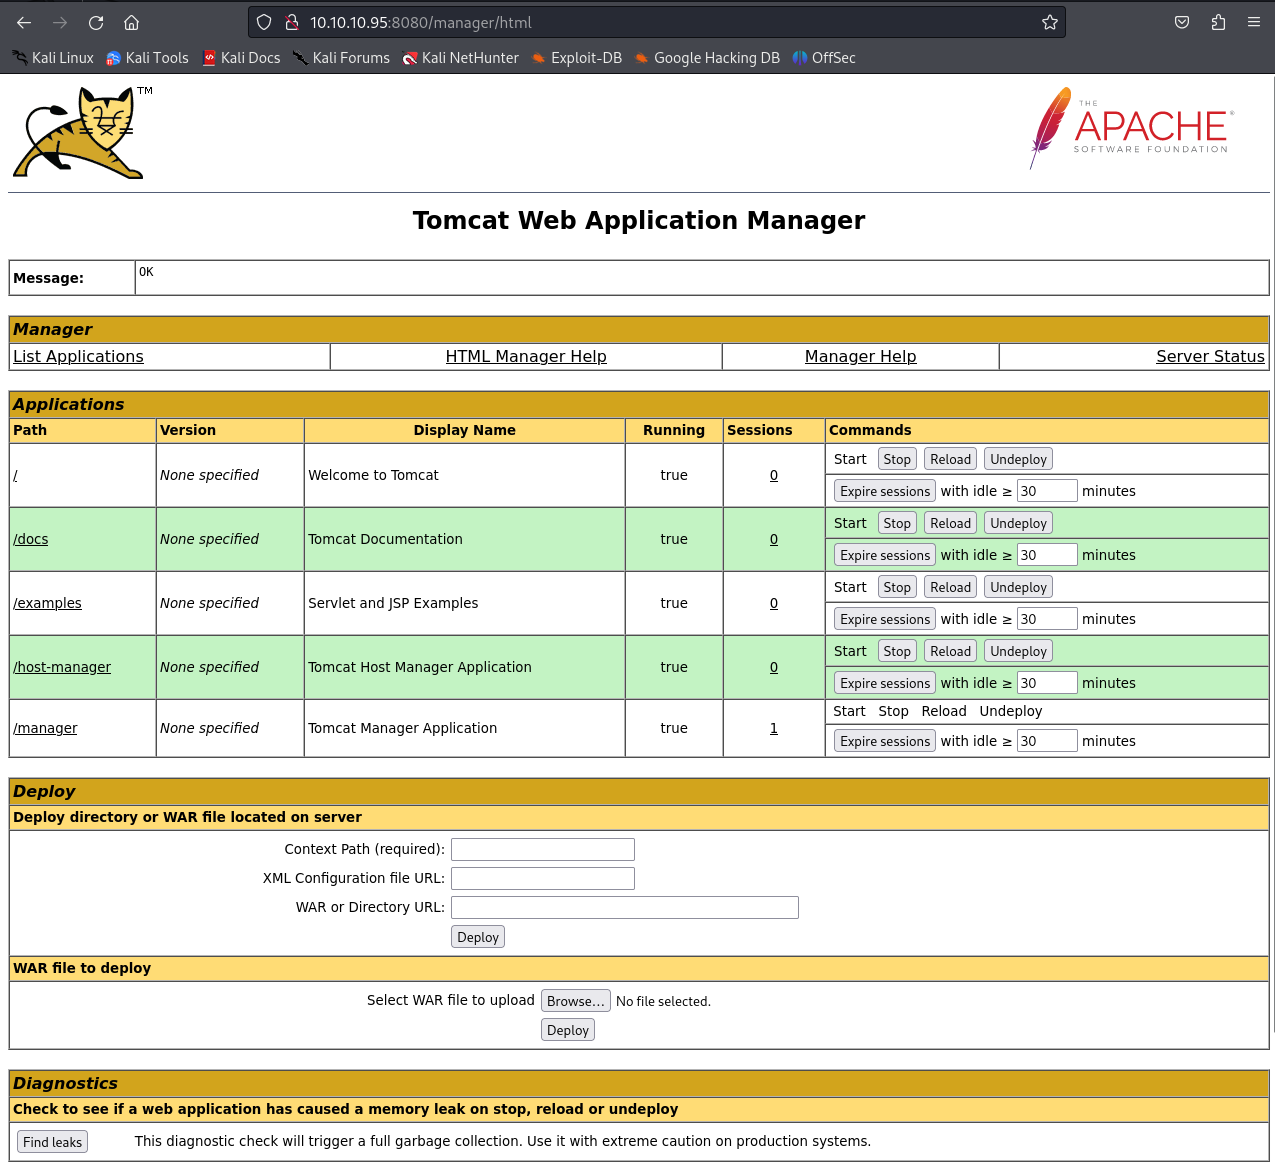 10.10.10.95:8080/manager/html
Kali Linux Kali Tools Kali Docs Kali Forums Kali NetHunter Exploit-DB Google Hacking DB OffSec
TM
THE
APACHE®
SOFTWARE FOUNDATION
Tomcat Web Application Manager
Message: OK
Manager
List Applications HTML Manager Help Manager Help Server Status
Applications
Path Version Display Name Running Sessions Commands
/ None specified Welcome to Tomcat true 0 Start Stop Reload Undeploy
Expire sessions with idle ≥ 30 minutes
/docs None specified Tomcat Documentation true 0 Start Stop Reload Undeploy
Expire sessions with idle ≥ 30 minutes
/examples None specified Servlet and JSP Examples true 0 Start Stop Reload Undeploy
Expire sessions with idle ≥ 30 minutes
/host-manager None specified Tomcat Host Manager Application true 0 Start Stop Reload Undeploy
Expire sessions with idle ≥ 30 minutes
/manager None specified Tomcat Manager Application true 1 Start Stop Reload Undeploy
Expire sessions with idle ≥ 30 minutes
Deploy
Deploy directory or WAR file located on server
Context Path (required):
XML Configuration file URL:
WAR or Directory URL:
Deploy
WAR file to deploy
Select WAR file to upload Browse... No file selected.
Deploy
Diagnostics
Check to see if a web application has caused a memory leak on stop, reload or undeploy
Find leaks This diagnostic check will trigger a full garbage collection. Use it with extreme caution on production systems.